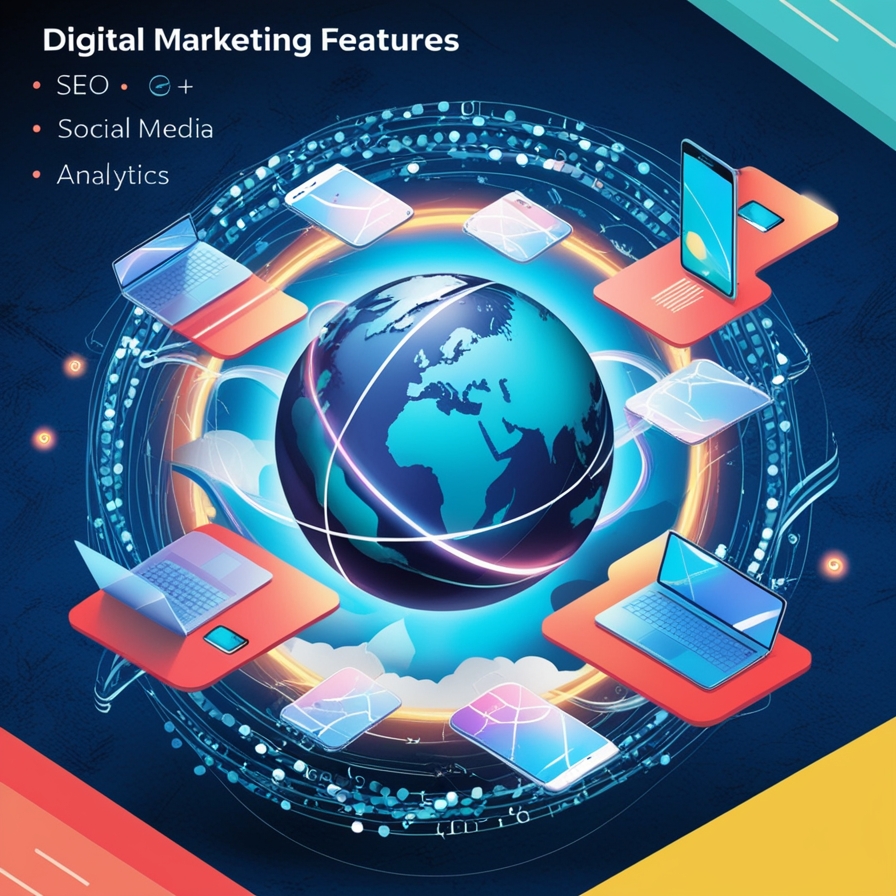 Digital Marketing Features
• SEO •
• Social Media
• Analytics